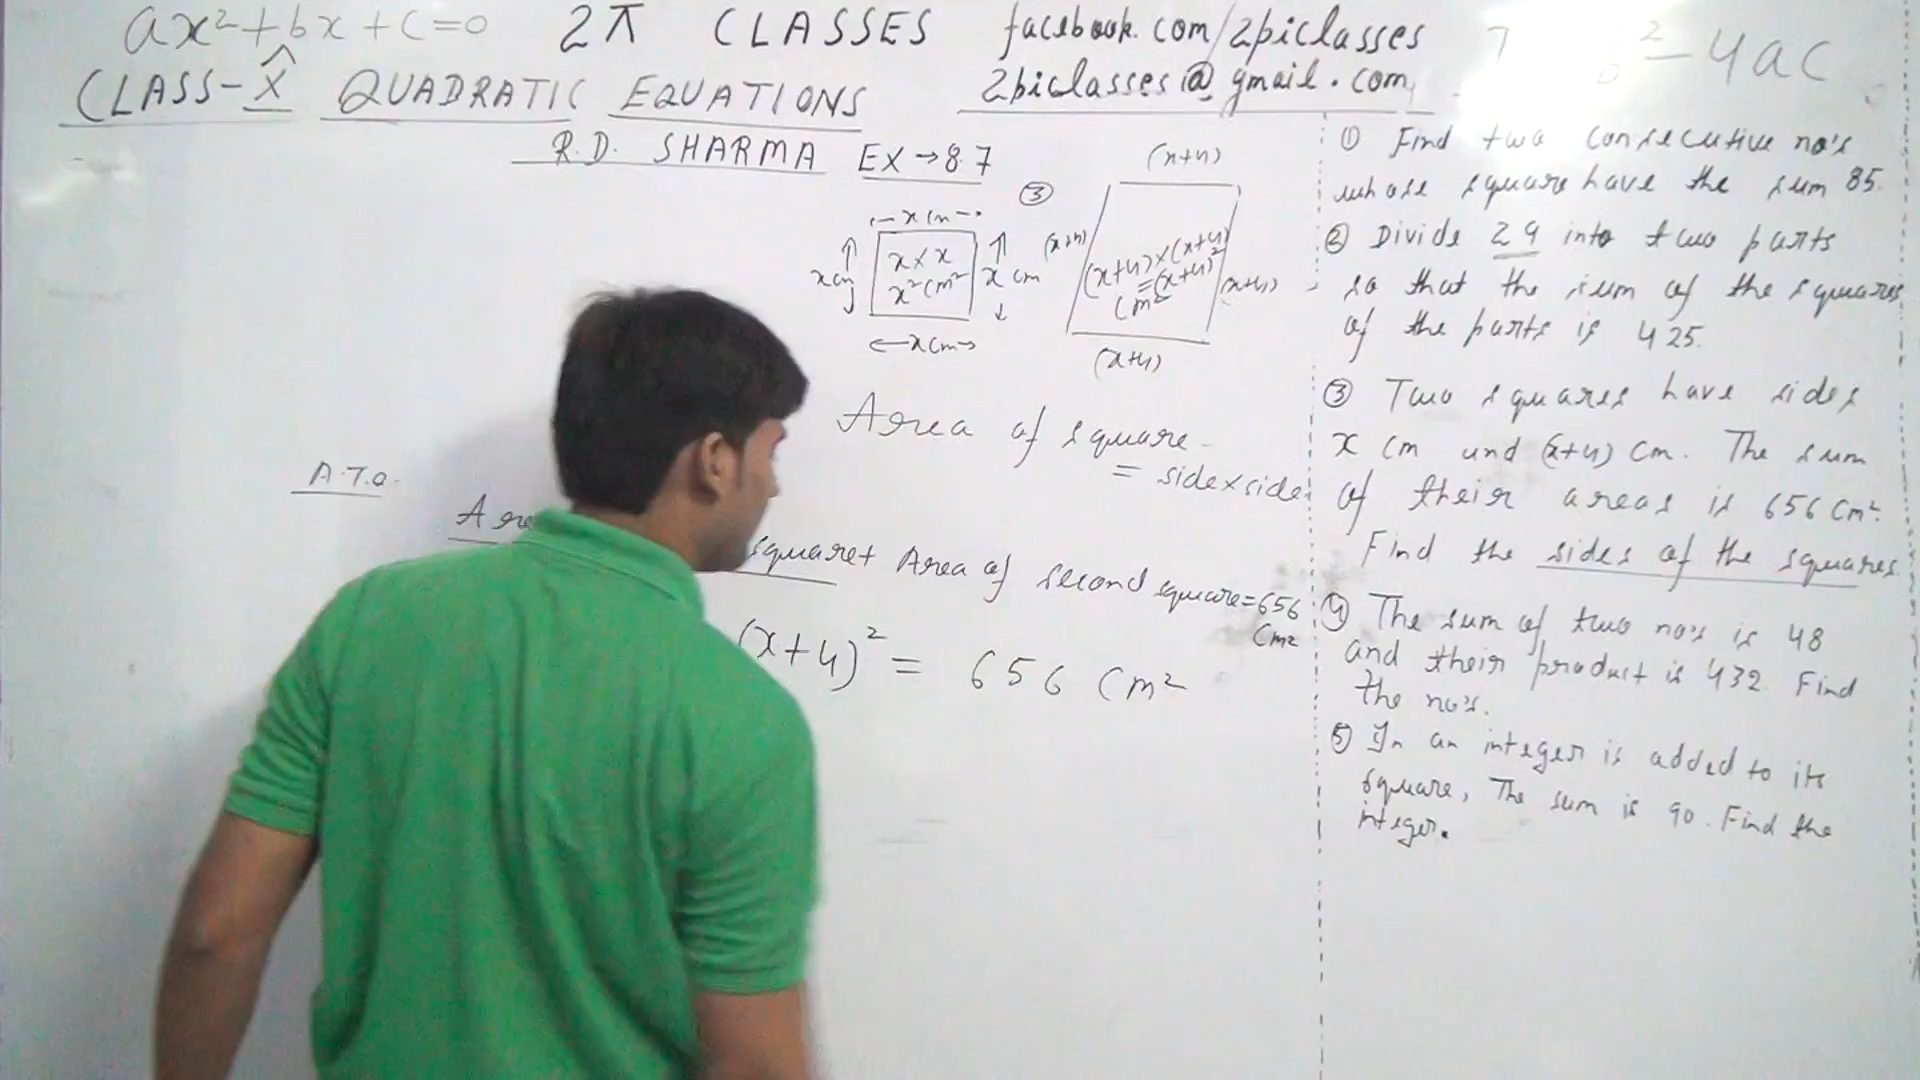 ax²+bx+c=0
2π CLASSES
facebook.com/2piclasses
b²-4ac
CLASS-X QUADRATIC EQUATIONS
2piclasses@gmail.com
R.D. SHARMA EX→8.7
③
x cm
x cm
x×x
x²cm²
x cm
x cm
(x+4)
(x+4)
(x+4)×(x+4)
=(x+4)²
cm²
(x+4)
(x+4)
Area of square
= side×side
A.T.Q.
square+ Area of second square=656
cm²
(x+4)² = 656 cm²
① Find two consecutive no's
whose square have the sum 85.
② Divide 29 into two parts
so that the sum of the squares
of the parts is 425.
③ Two squares have sides
x cm and (x+4) cm. The sum
of their areas is 656 cm².
Find the sides of the squares.
④ The sum of two no's is 48
and their product is 432. Find
the no's.
⑤ In an integer is added to its
square, The sum is 90. Find the
integer.